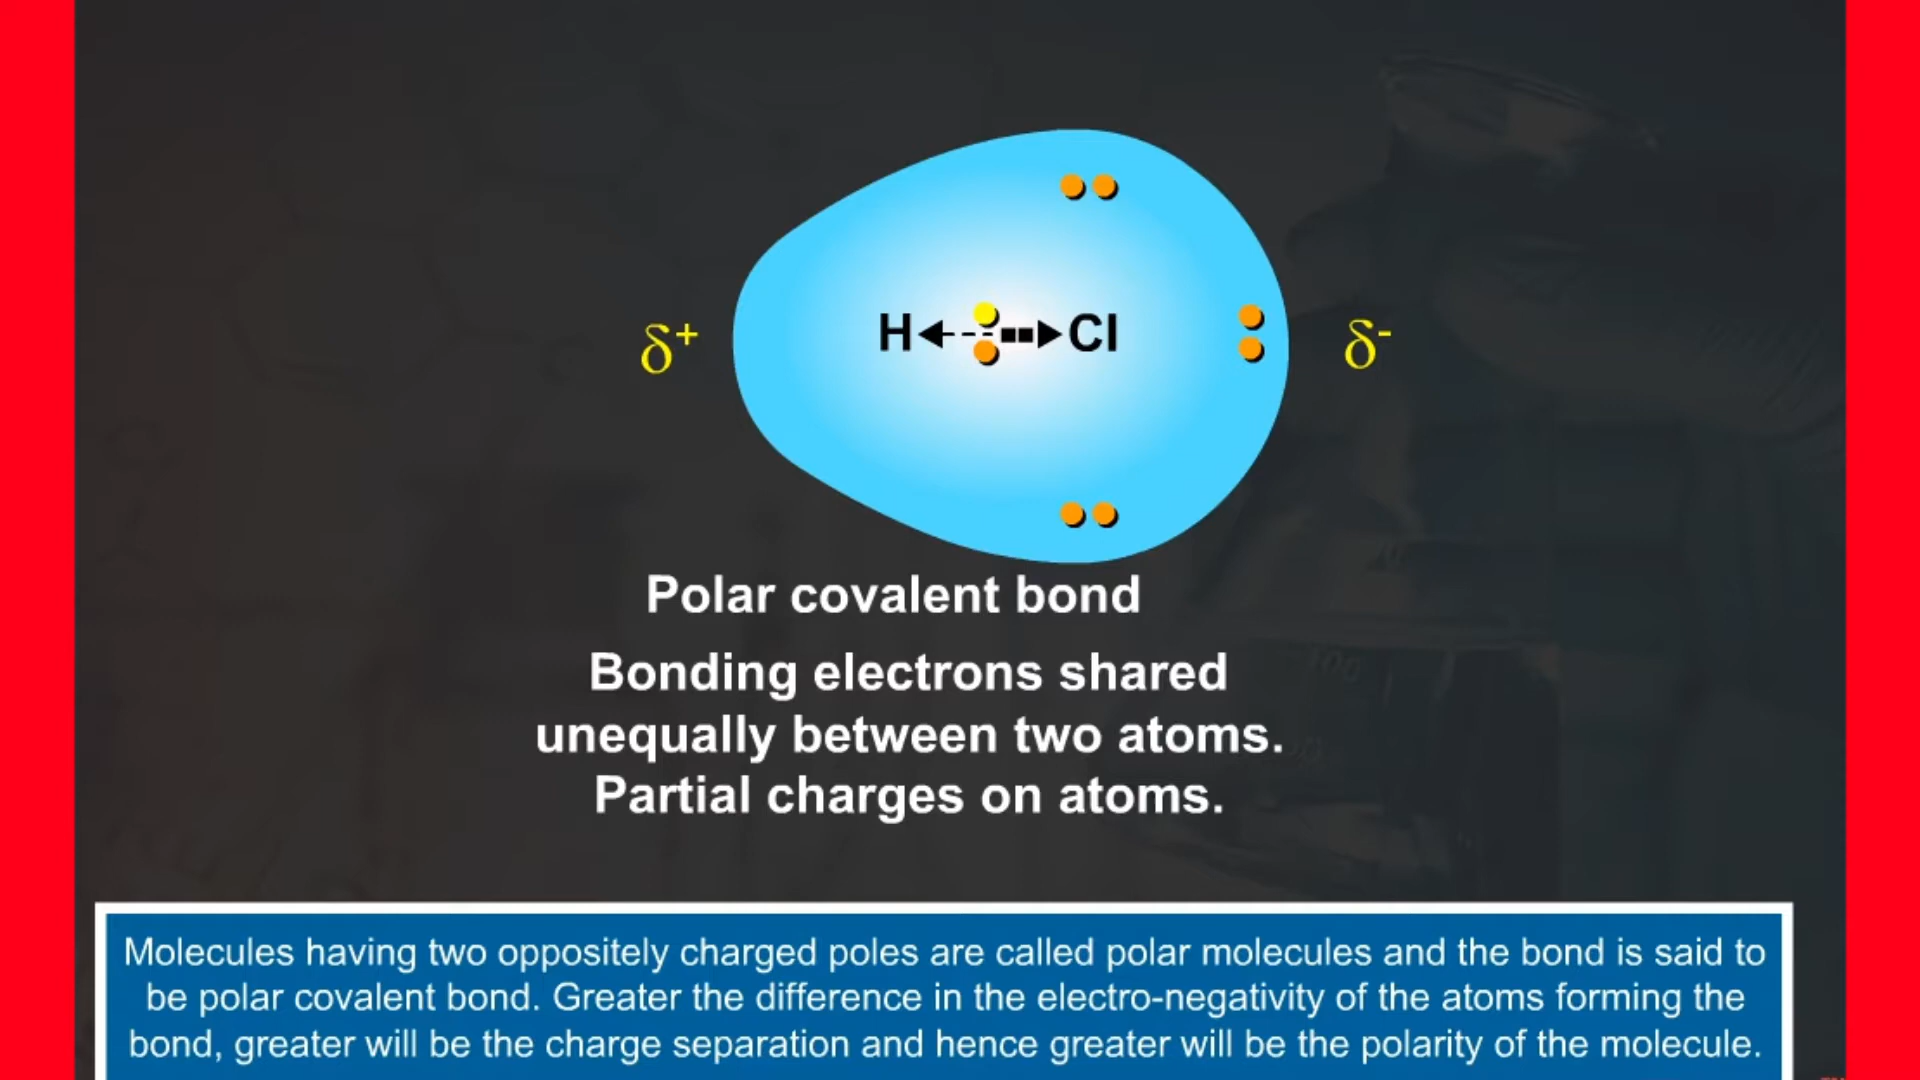 δ+ H Cl δ-
Polar covalent bond
Bonding electrons shared
unequally between two atoms.
Partial charges on atoms.
Molecules having two oppositely charged poles are called polar molecules and the bond is said to
be polar covalent bond. Greater the difference in the electro-negativity of the atoms forming the
bond, greater will be the charge separation and hence greater will be the polarity of the molecule.